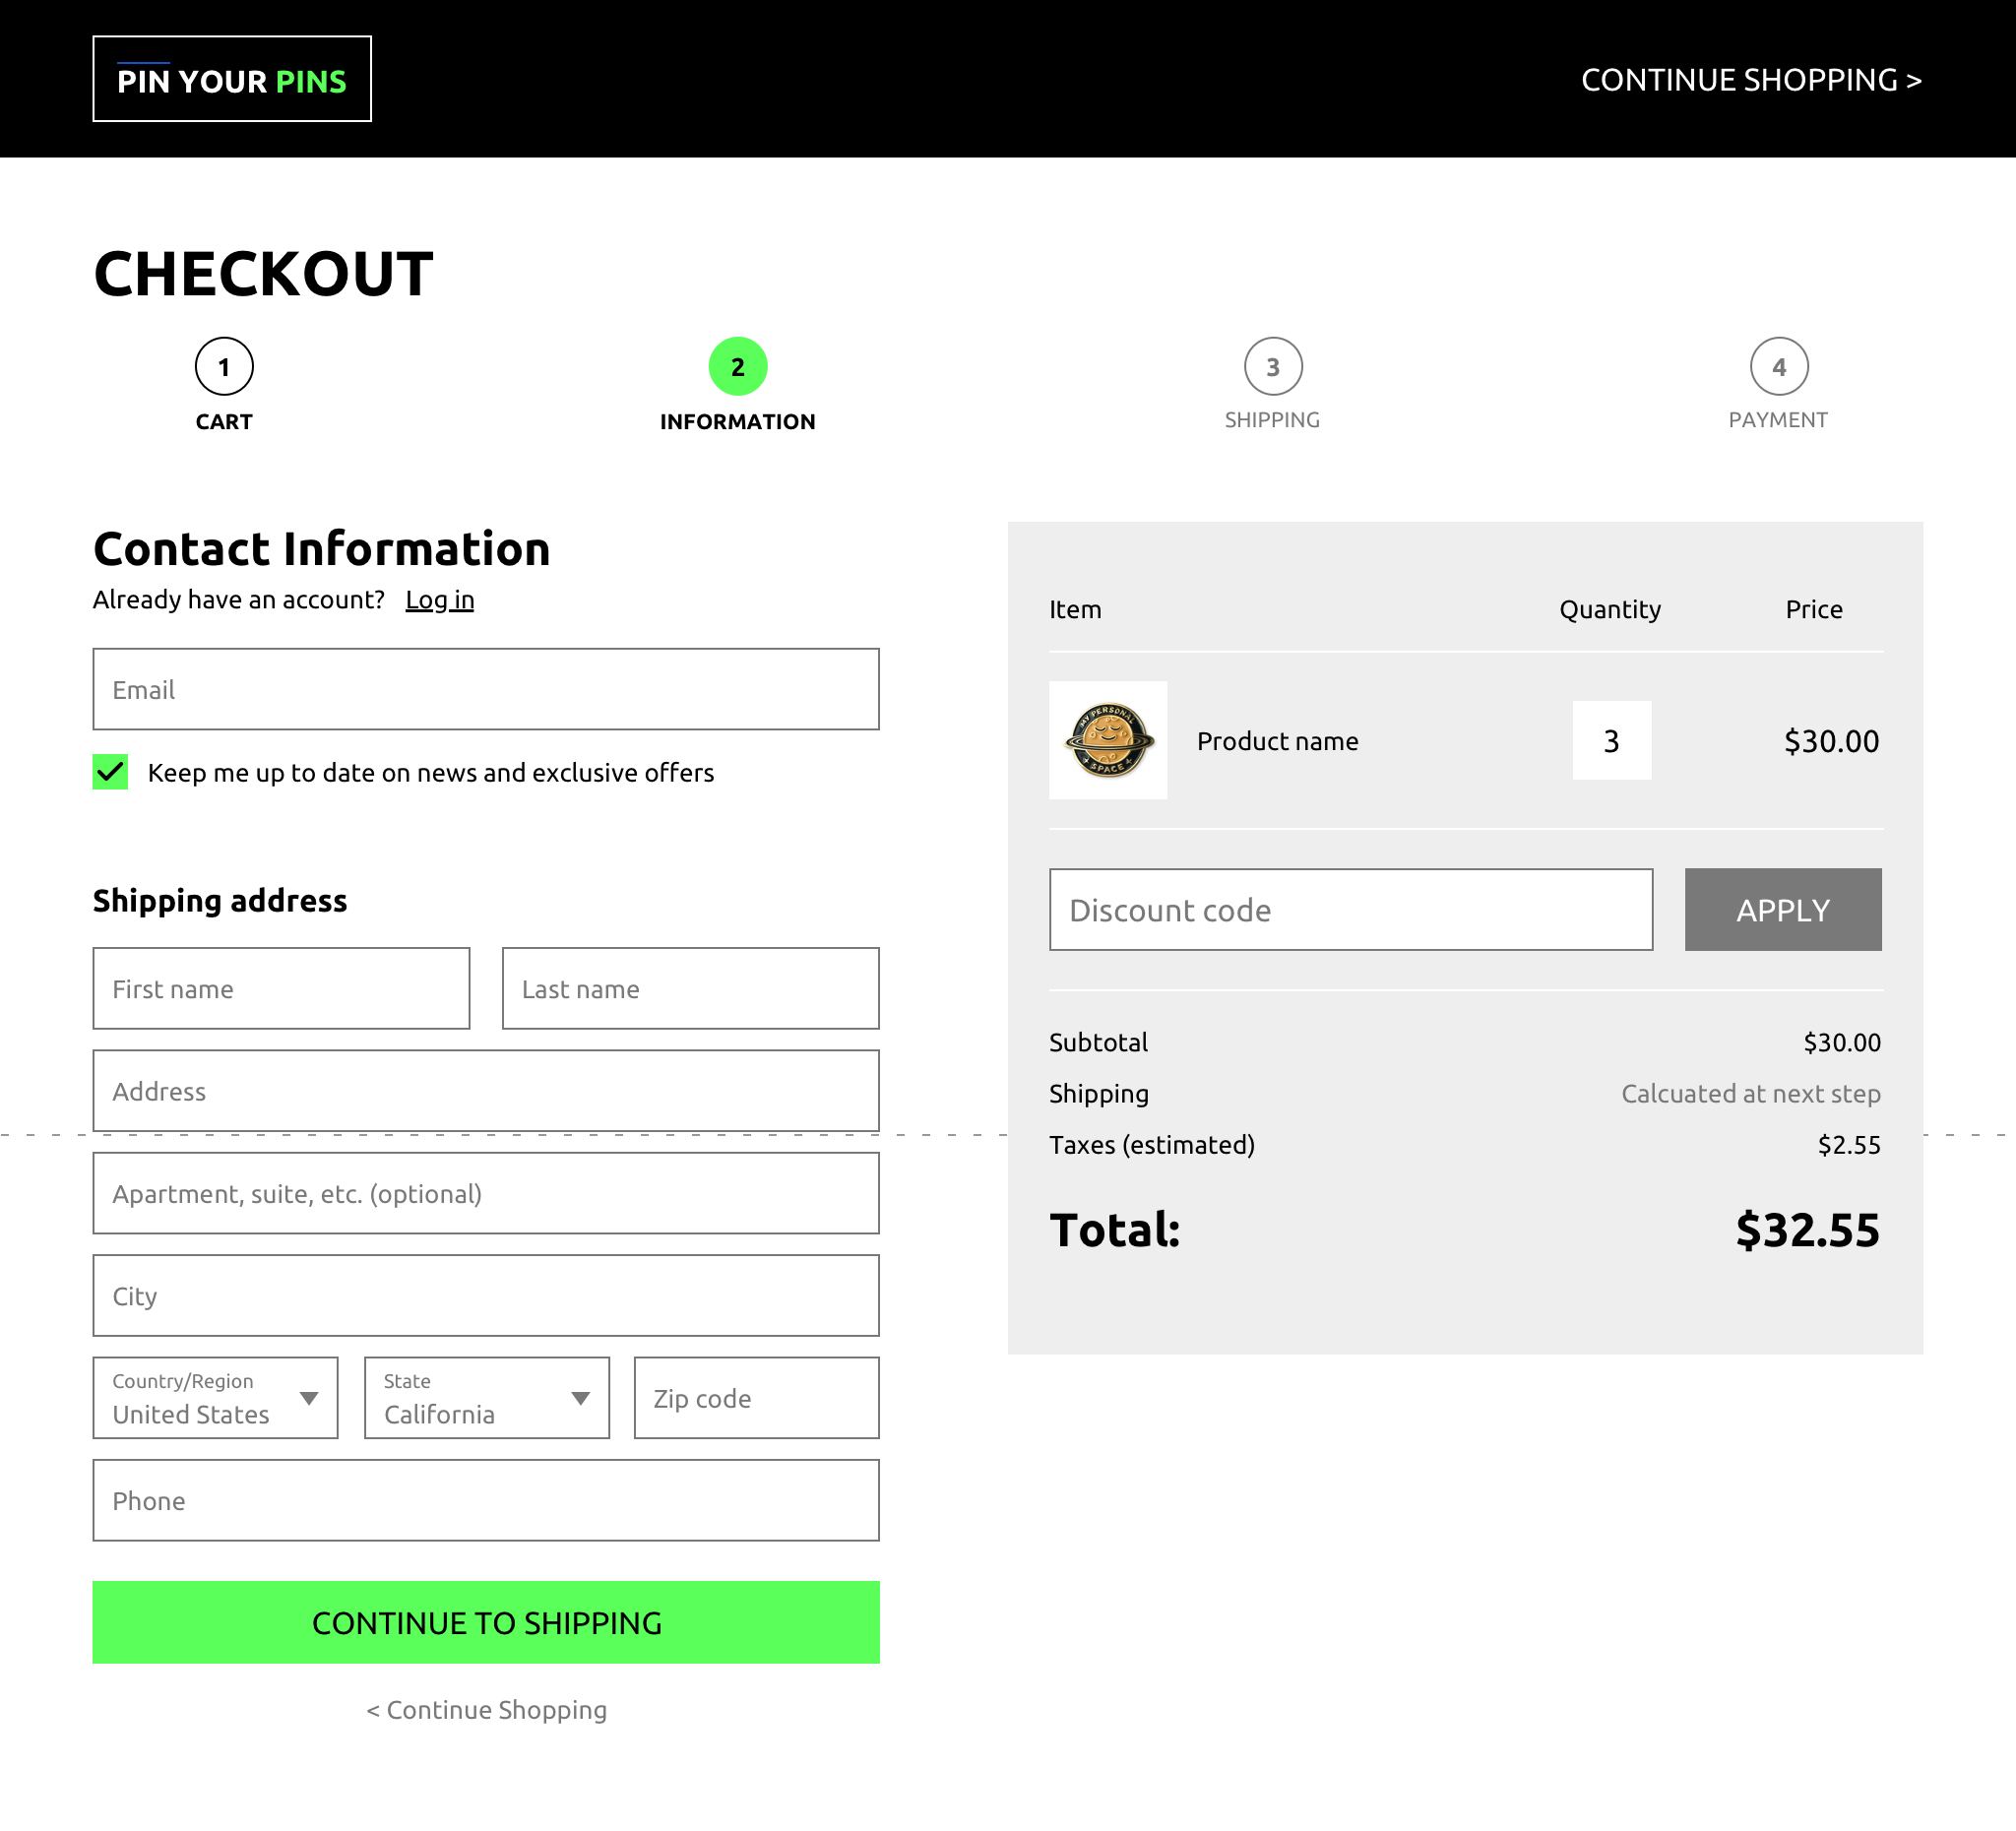 PIN YOUR PINS
CONTINUE SHOPPING >
CHECKOUT
1
CART
2
INFORMATION
3
SHIPPING
4
PAYMENT
Contact Information
Already have an account? Log in
Email
Keep me up to date on news and exclusive offers
Shipping address
First name
Last name
Address
Apartment, suite, etc. (optional)
City
Country/Region
United States
State
California
Zip code
Phone
CONTINUE TO SHIPPING
< Continue Shopping
Item Quantity Price
MY PERSONAL
SPACE
Product name 3 $30.00
Discount code
APPLY
Subtotal $30.00
Shipping Calcuated at next step
Taxes (estimated) $2.55
Total: $32.55